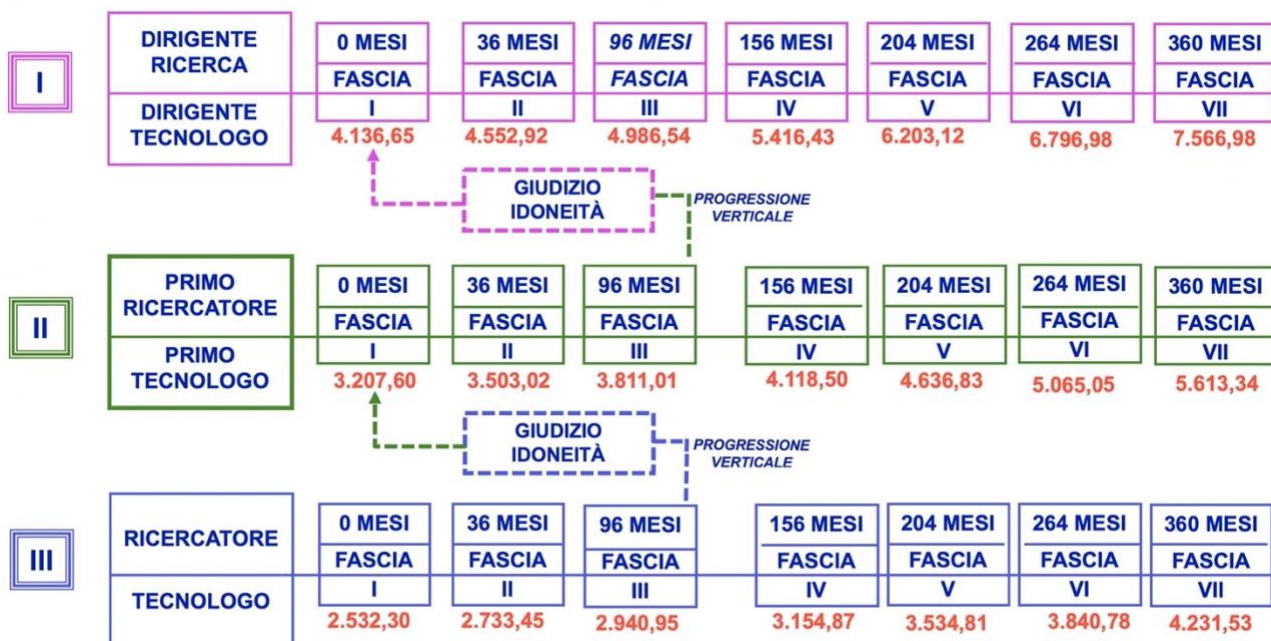 I
DIRIGENTE
RICERCA
DIRIGENTE
TECNOLOGO
0 MESI
FASCIA
I
4.136,65
36 MESI
FASCIA
II
4.552,92
96 MESI
FASCIA
III
4.986,54
156 MESI
FASCIA
IV
5.416,43
204 MESI
FASCIA
V
6.203,12
264 MESI
FASCIA
VI
6.796,98
360 MESI
FASCIA
VII
7.566,98
GIUDIZIO
IDONEITÀ
PROGRESSIONE
VERTICALE
II
PRIMO
RICERCATORE
PRIMO
TECNOLOGO
0 MESI
FASCIA
I
3.207,60
36 MESI
FASCIA
II
3.503,02
96 MESI
FASCIA
III
3.811,01
156 MESI
FASCIA
IV
4.118,50
204 MESI
FASCIA
V
4.636,83
264 MESI
FASCIA
VI
5.065,05
360 MESI
FASCIA
VII
5.613,34
GIUDIZIO
IDONEITÀ
PROGRESSIONE
VERTICALE
III
RICERCATORE
TECNOLOGO
0 MESI
FASCIA
I
2.532,30
36 MESI
FASCIA
II
2.733,45
96 MESI
FASCIA
III
2.940,95
156 MESI
FASCIA
IV
3.154,87
204 MESI
FASCIA
V
3.534,81
264 MESI
FASCIA
VI
3.840,78
360 MESI
FASCIA
VII
4.231,53